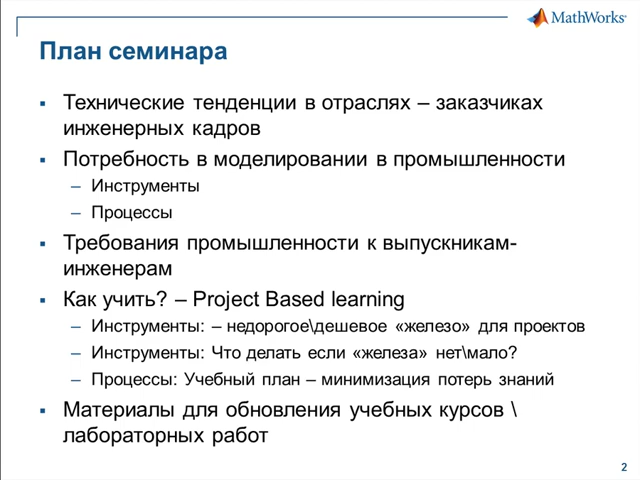 MathWorks®
План семинара
▪ Технические тенденции в отраслях – заказчиках
инженерных кадров
▪ Потребность в моделировании в промышленности
– Инструменты
– Процессы
▪ Требования промышленности к выпускникам-
инженерам
▪ Как учить? – Project Based learning
– Инструменты: – недорогое\дешевое «железо» для проектов
– Инструменты: Что делать если «железа» нет\мало?
– Процессы: Учебный план – минимизация потерь знаний
▪ Материалы для обновления учебных курсов \
лабораторных работ
2